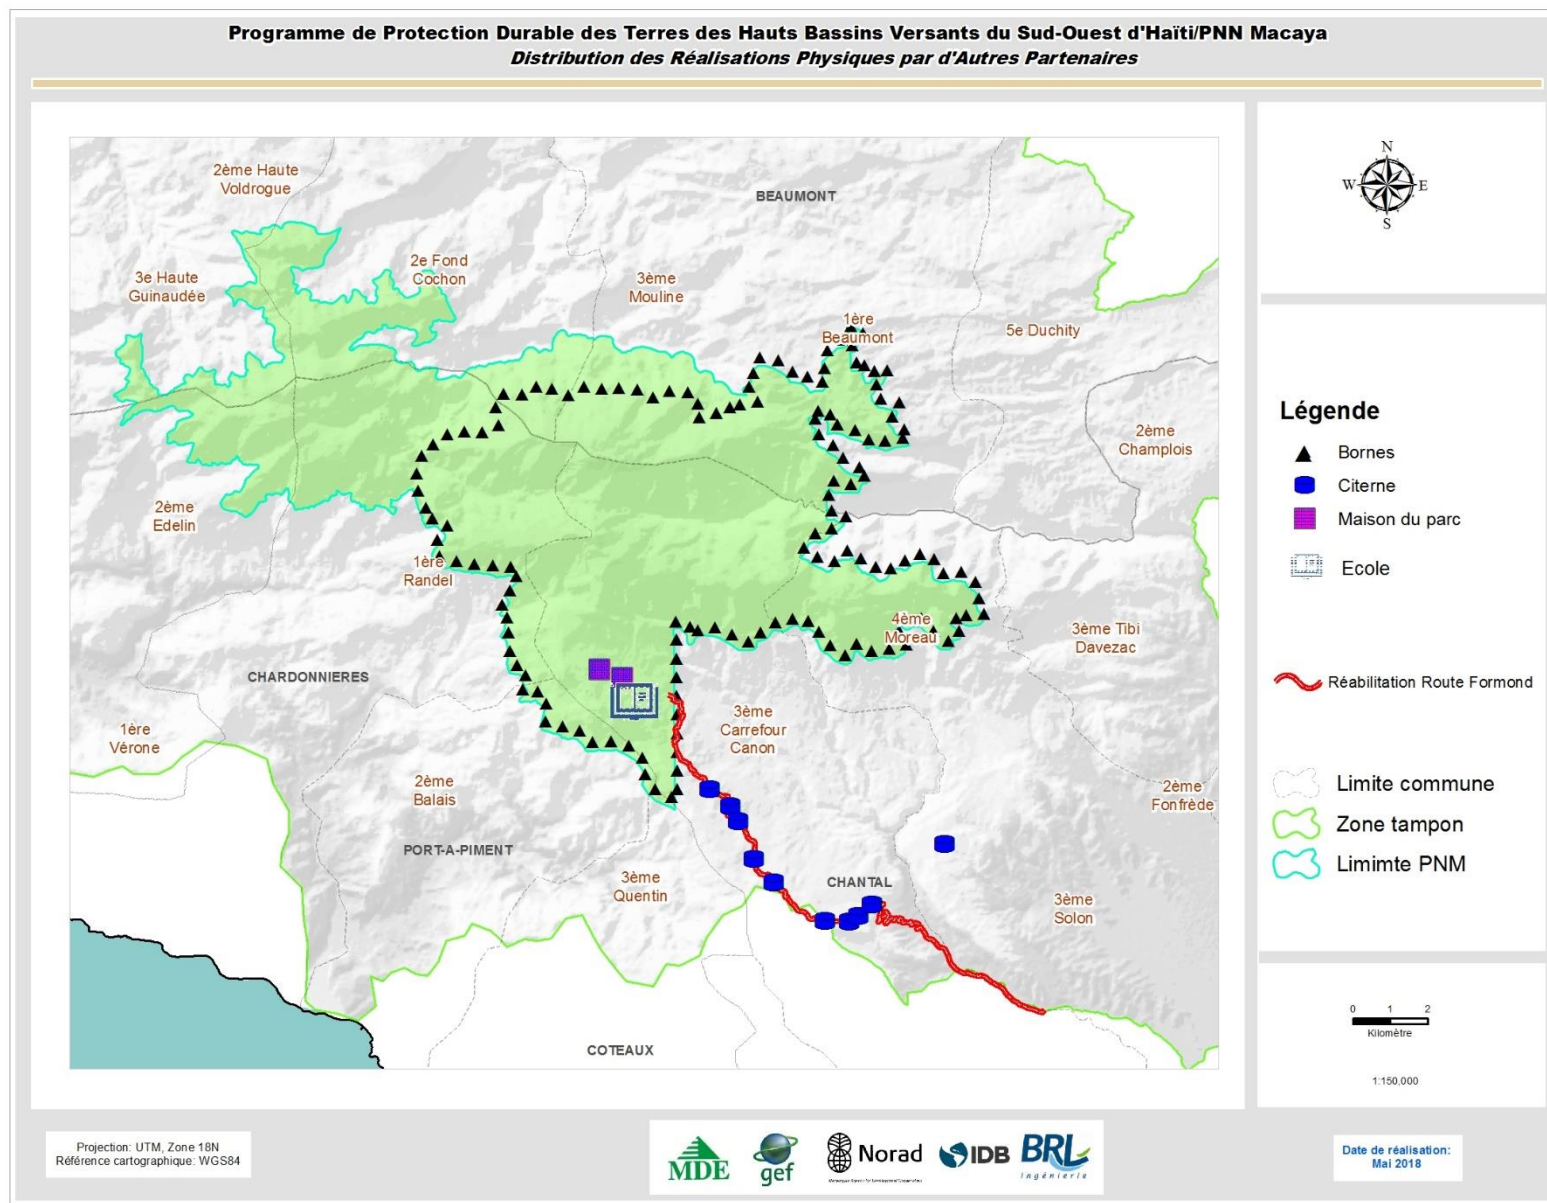 Programme de Protection Durable des Terres des Hauts Bassins Versants du Sud-Ouest d'Haïti/PNN Macaya
Distribution des Réalisations Physiques par d'Autres Partenaires
2ème Haute
Voldrogue
BEAUMONT
3e Haute
Guinaudée
2e Fond
Cochon
3ème
Mouline
1ère
Beaumont
5e Duchity
2ème
Champlois
2ème
Edelin
1ère
Randel
4ème
Moreau
3ème Tibi
Davezac
CHARDONNIERES
1ère
Vérone
3ème
Carrefour
Canon
2ème
Balais
2ème
Fonfrède
PORT-A-PIMENT
3ème
Quentin
CHANTAL
3ème
Solon
COTEAUX
N
W
E
S
Légende
Bornes
Citerne
Maison du parc
Ecole
Réabilitation Route Formond
Limite commune
Zone tampon
Limimte PNM
0 1 2
Kilomètre
1:150,000
Projection: UTM, Zone 18N
Référence cartographique: WGS84
MDE
gef
Norad
IDB
BRL
Ingénierie
Date de réalisation:
Mai 2018